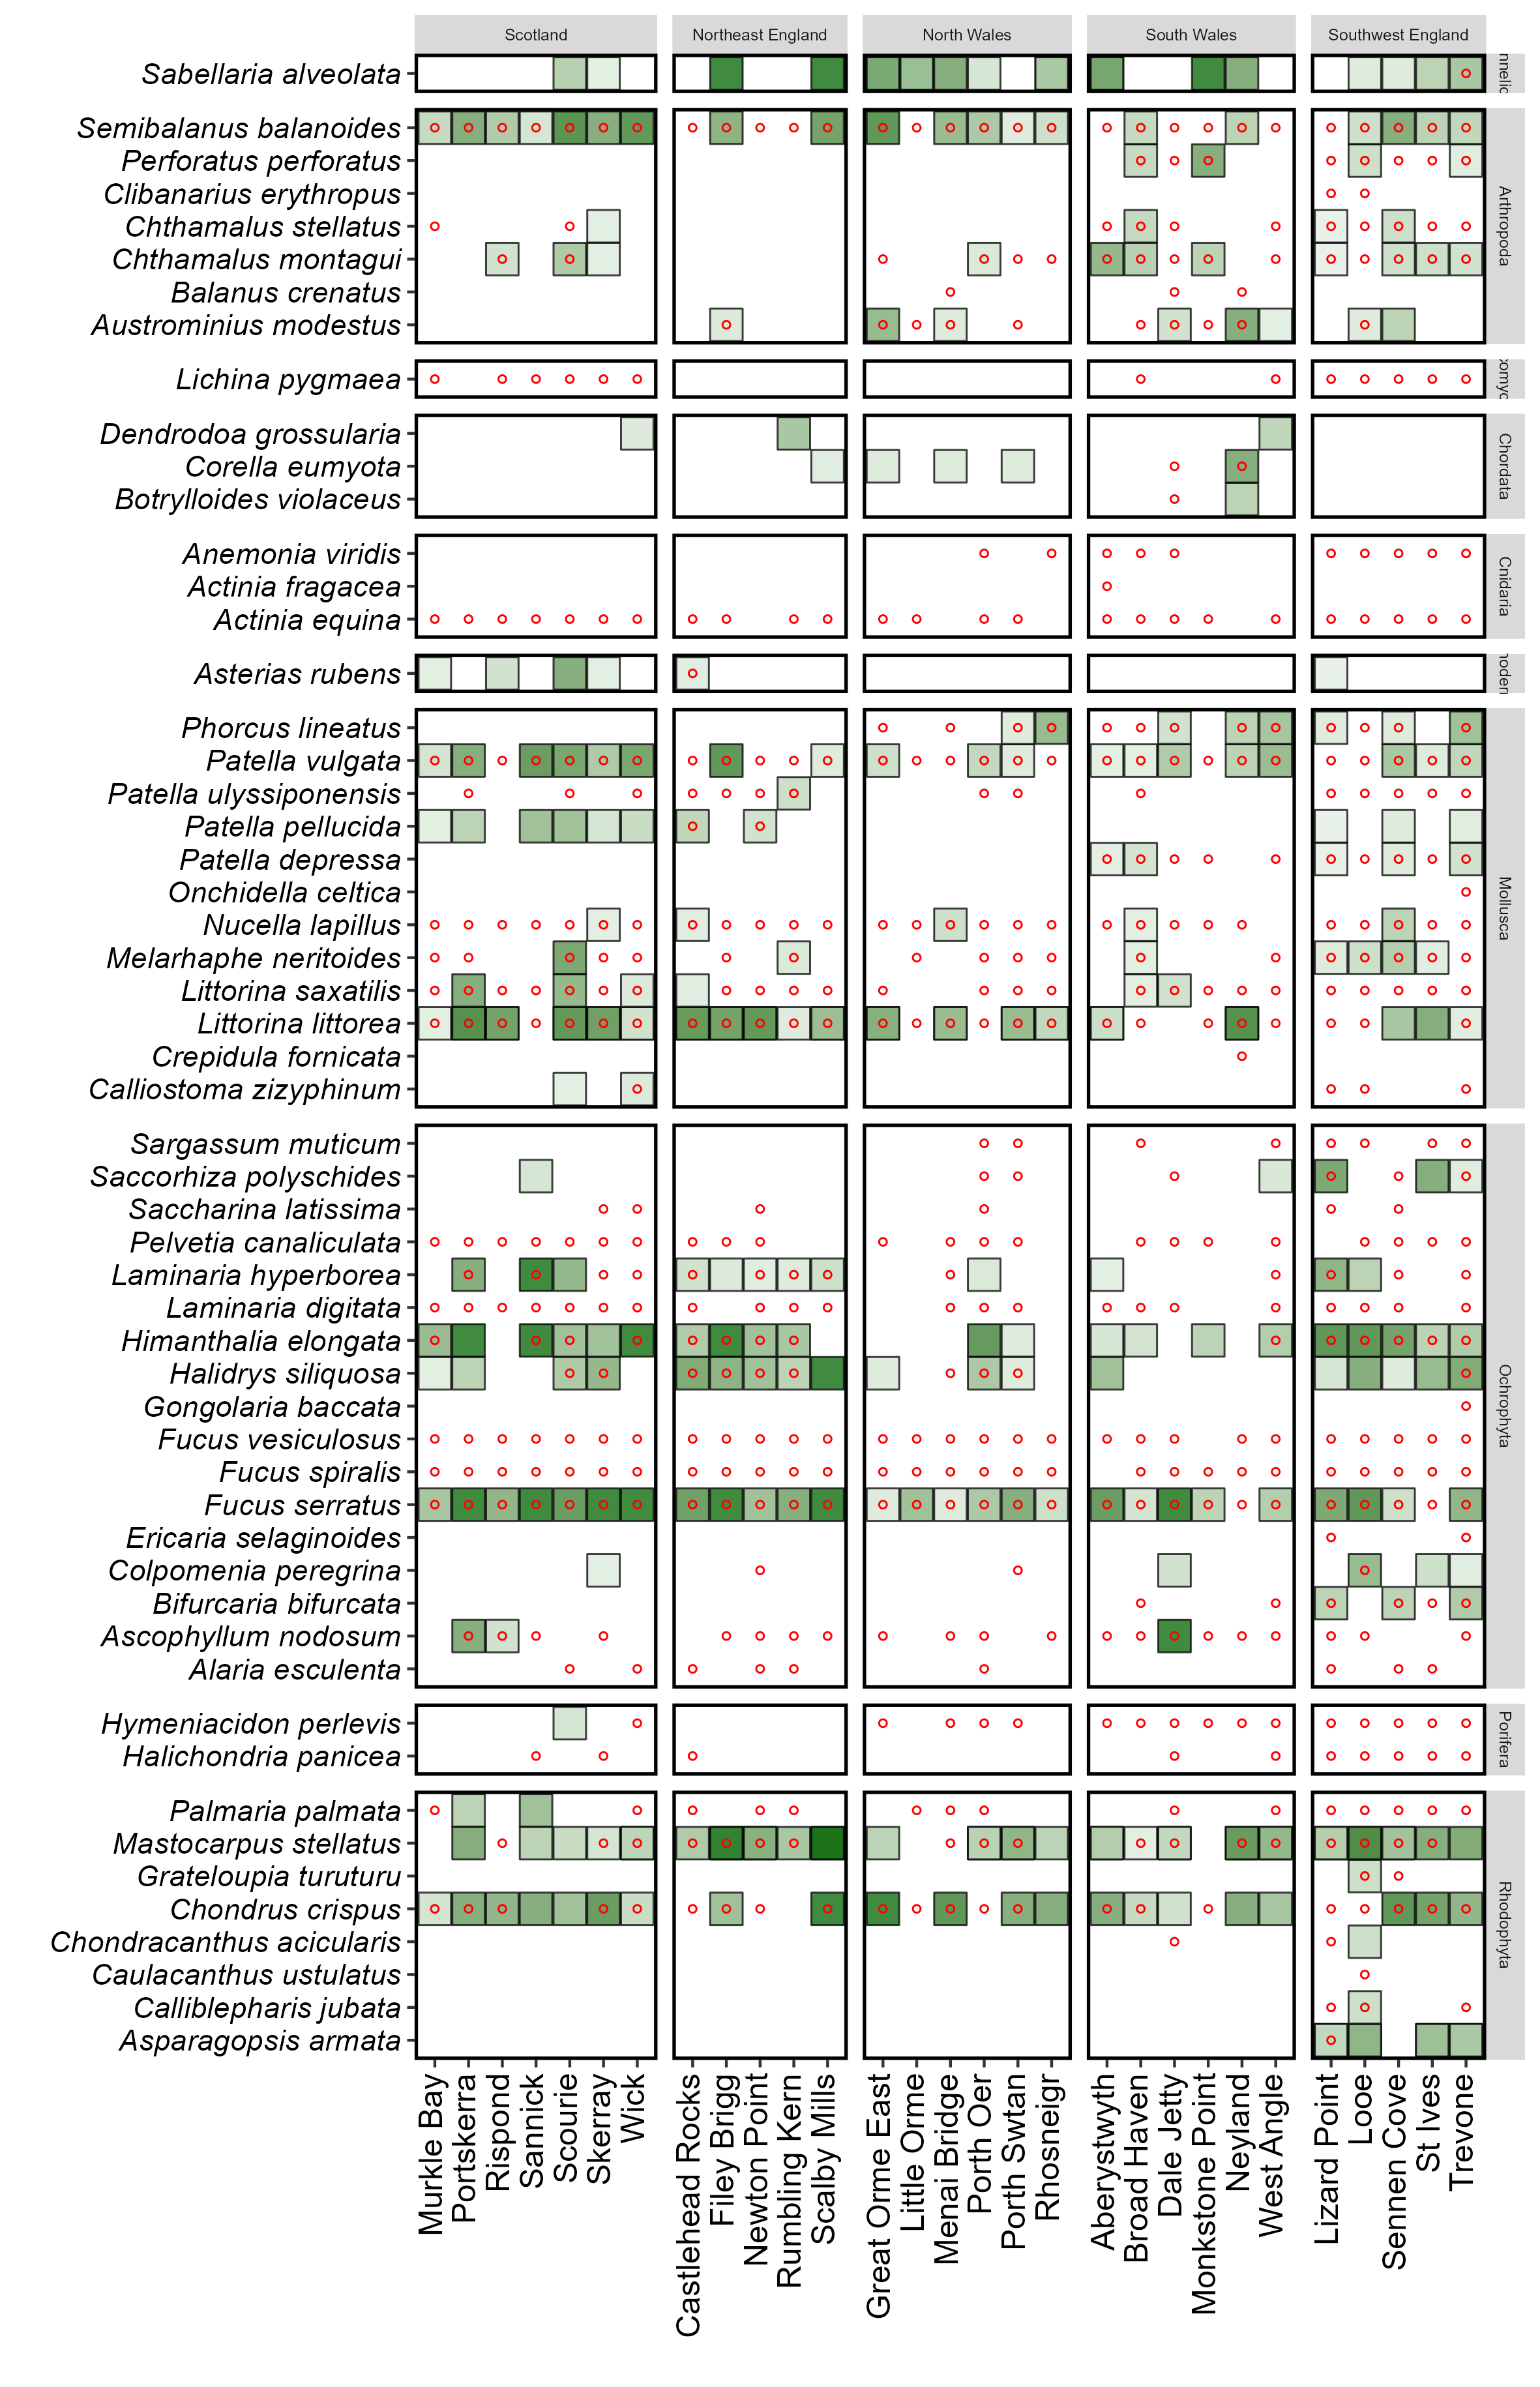 Scotland
Northeast England
North Wales
South Wales
Southwest England
Sabellaria alveolata
Semibalanus balanoides
Perforatus perforatus
Clibanarius erythropus
Chthamalus stellatus
Chthamalus montagui
Balanus crenatus
Austrominius modestus
Arthropoda
Lichina pygmaea
Dendrodoa grossularia
Corella eumyota
Botrylloides violaceus
Chordata
Anemonia viridis
Actinia fragacea
Actinia equina
Cnidaria
Asterias rubens
Phorcus lineatus
Patella vulgata
Patella ulyssiponensis
Patella pellucida
Patella depressa
Onchidella celtica
Nucella lapillus
Melarhaphe neritoides
Littorina saxatilis
Littorina littorea
Crepidula fornicata
Calliostoma zizyphinum
Mollusca
Sargassum muticum
Saccorhiza polyschides
Saccharina latissima
Pelvetia canaliculata
Laminaria hyperborea
Laminaria digitata
Himanthalia elongata
Halidrys siliquosa
Gongolaria baccata
Fucus vesiculosus
Fucus spiralis
Fucus serratus
Ericaria selaginoides
Colpomenia peregrina
Bifurcaria bifurcata
Ascophyllum nodosum
Alaria esculenta
Ochrophyta
Hymeniacidon perlevis
Halichondria panicea
Porifera
Palmaria palmata
Mastocarpus stellatus
Grateloupia turuturu
Chondrus crispus
Chondracanthus acicularis
Caulacanthus ustulatus
Calliblepharis jubata
Asparagopsis armata
Rhodophyta
Murkle Bay
Portskerra
Rispond
Sannick
Scourie
Skerray
Wick
Castlehead Rocks
Filey Brigg
Newton Point
Rumbling Kern
Scalby Mills
Great Orme East
Little Orme
Menai Bridge
Porth Oer
Porth Swtan
Rhosneigr
Aberystwyth
Broad Haven
Dale Jetty
Monkstone Point
Neyland
West Angle
Lizard Point
Looe
Sennen Cove
St Ives
Trevone